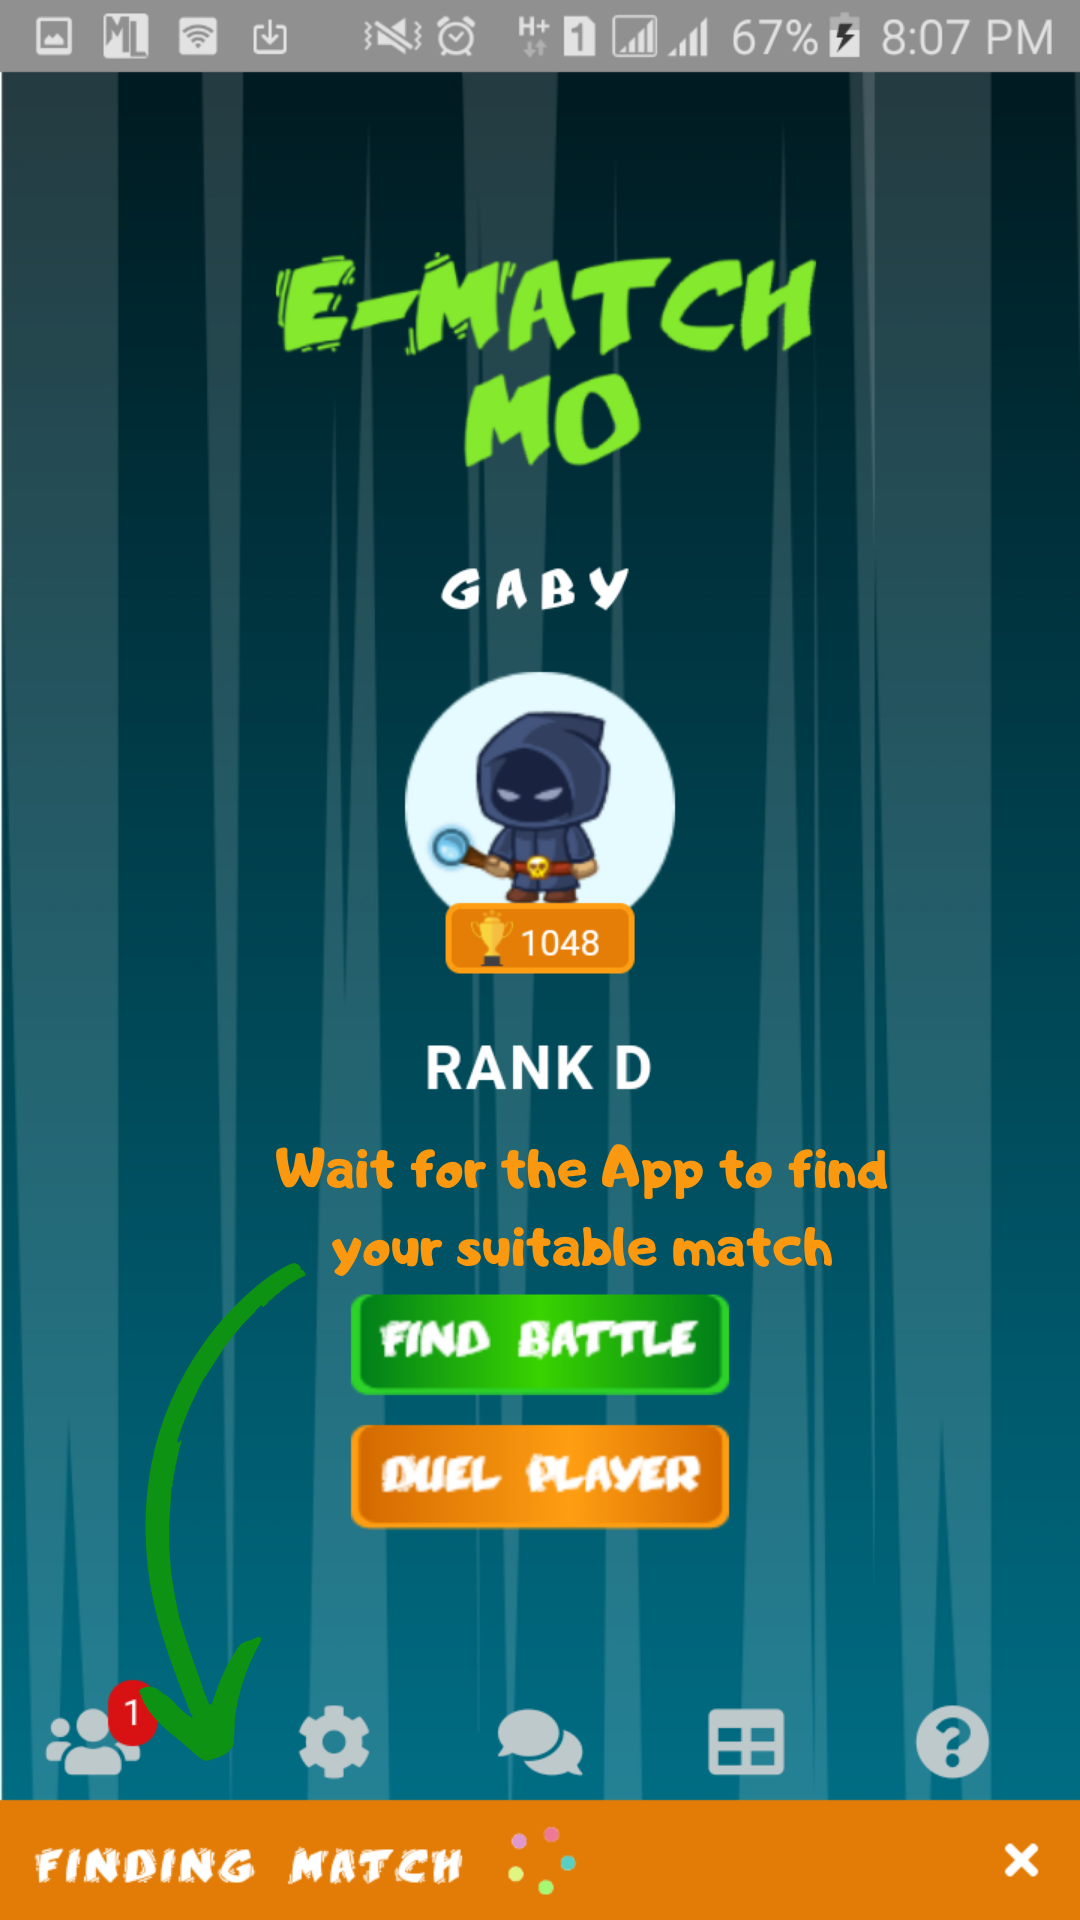 H+ 1 67% 8:07 PM
E-MATCH
MO
GABY
1048
RANK D
Wait for the App to find
your suitable match
FIND BATTLE
DUEL PLAYER
1
FINDING MATCH